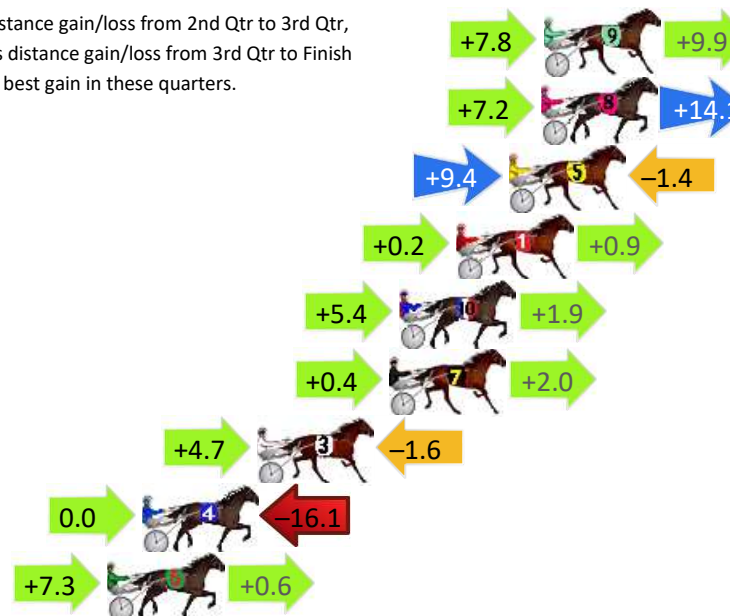 stance gain/loss from 2nd Qtr to 3rd Qtr,
s distance gain/loss from 3rd Qtr to Finish
best gain in these quarters.
+7.8 9 +9.9
+7.2 8 +14.1
+9.4 5 –1.4
+0.2 1 +0.9
+5.4 10 +1.9
+0.4 7 +2.0
+4.7 3 –1.6
0.0 4 –16.1
+7.3 6 +0.6